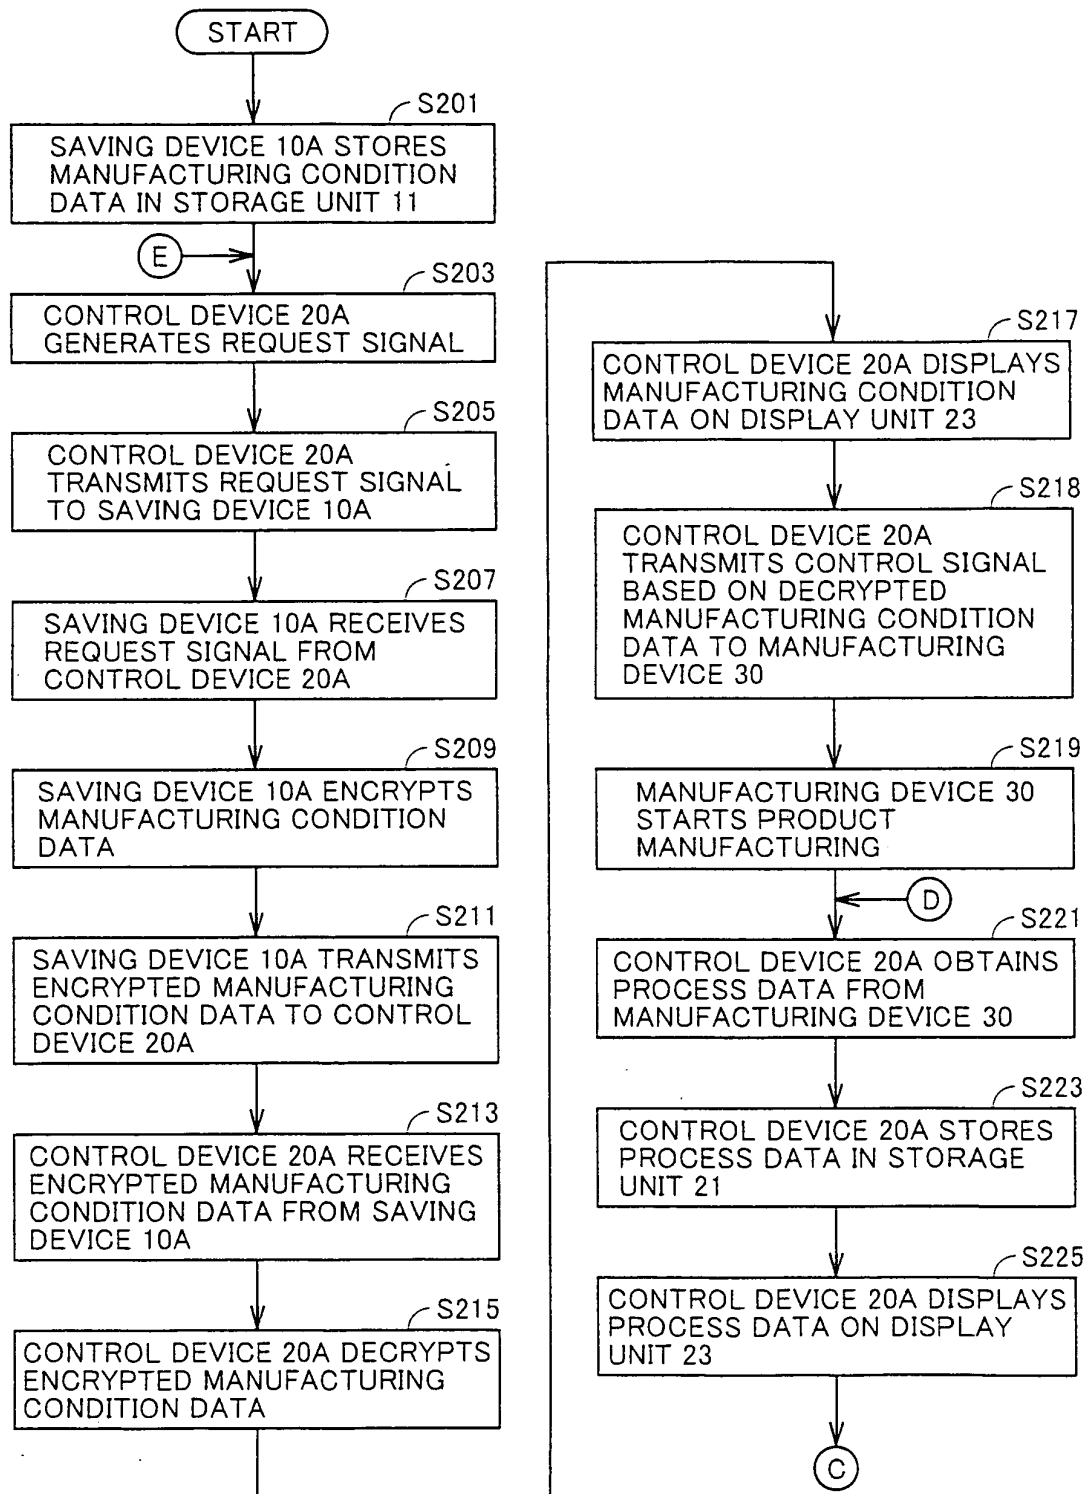 START
S201
SAVING DEVICE 10A STORES
MANUFACTURING CONDITION
DATA IN STORAGE UNIT 11
E
S203
CONTROL DEVICE 20A
GENERATES REQUEST SIGNAL
S205
CONTROL DEVICE 20A
TRANSMITS REQUEST SIGNAL
TO SAVING DEVICE 10A
S207
SAVING DEVICE 10A RECEIVES
REQUEST SIGNAL FROM
CONTROL DEVICE 20A
S209
SAVING DEVICE 10A ENCRYPTS
MANUFACTURING CONDITION
DATA
S211
SAVING DEVICE 10A TRANSMITS
ENCRYPTED MANUFACTURING
CONDITION DATA TO CONTROL
DEVICE 20A
S213
CONTROL DEVICE 20A RECEIVES
ENCRYPTED MANUFACTURING
CONDITION DATA FROM SAVING
DEVICE 10A
S215
CONTROL DEVICE 20A DECRYPTS
ENCRYPTED MANUFACTURING
CONDITION DATA
S217
CONTROL DEVICE 20A DISPLAYS
MANUFACTURING CONDITION
DATA ON DISPLAY UNIT 23
S218
CONTROL DEVICE 20A
TRANSMITS CONTROL SIGNAL
BASED ON DECRYPTED
MANUFACTURING CONDITION
DATA TO MANUFACTURING
DEVICE 30
S219
MANUFACTURING DEVICE 30
STARTS PRODUCT
MANUFACTURING
D
S221
CONTROL DEVICE 20A OBTAINS
PROCESS DATA FROM
MANUFACTURING DEVICE 30
S223
CONTROL DEVICE 20A STORES
PROCESS DATA IN STORAGE
UNIT 21
S225
CONTROL DEVICE 20A DISPLAYS
PROCESS DATA ON DISPLAY
UNIT 23
C